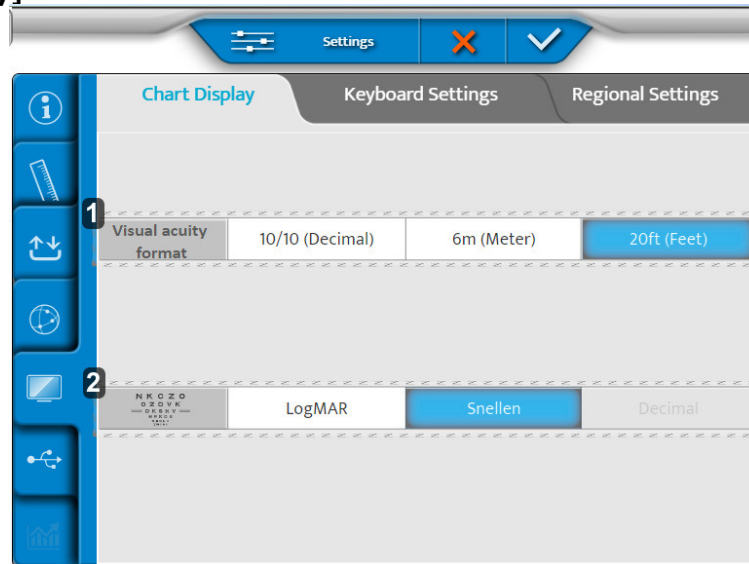 Settings
Chart Display
Keyboard Settings
Regional Settings
1
Visual acuity
format
10/10 (Decimal)
6m (Meter)
20ft (Feet)
2
N K C Z O
LogMAR
Snellen
Decimal